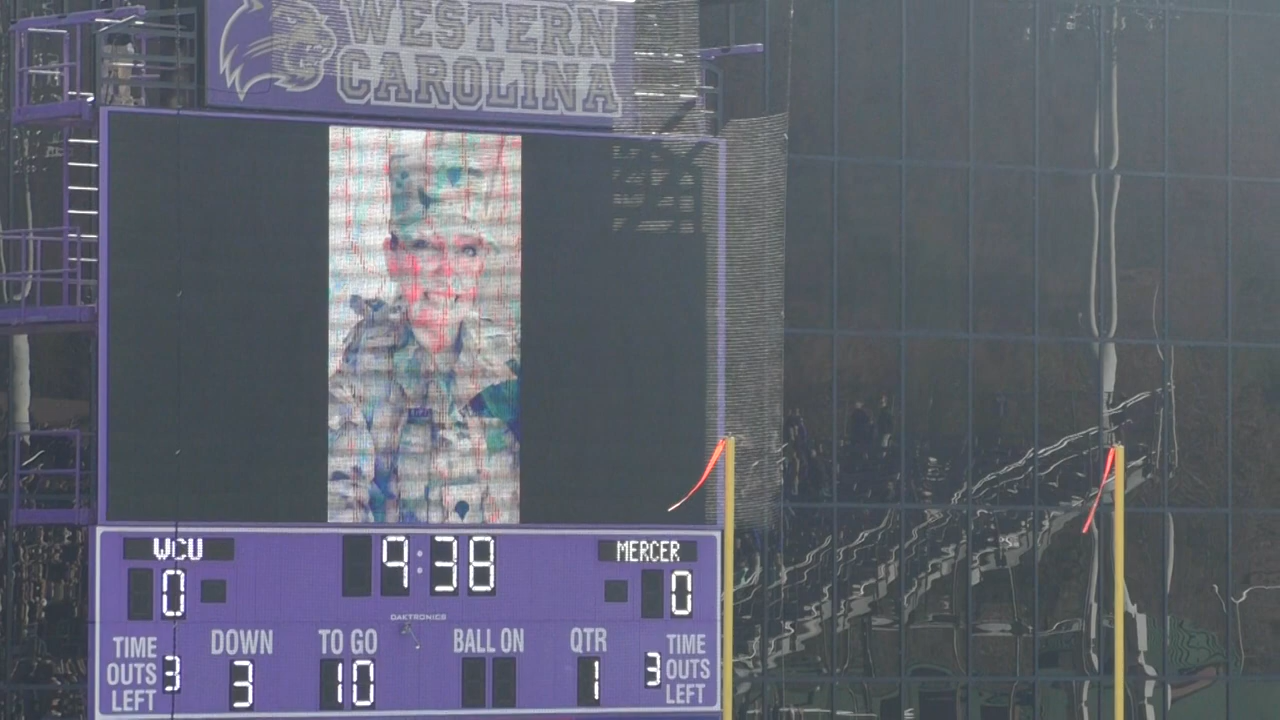 WESTERN
CAROLINA
WCU 9:38 MERCER
0 0
DAKTRONICS
TIME OUTS LEFT 3
DOWN 3
TO GO 10
BALL ON
QTR 1
3 TIME OUTS LEFT